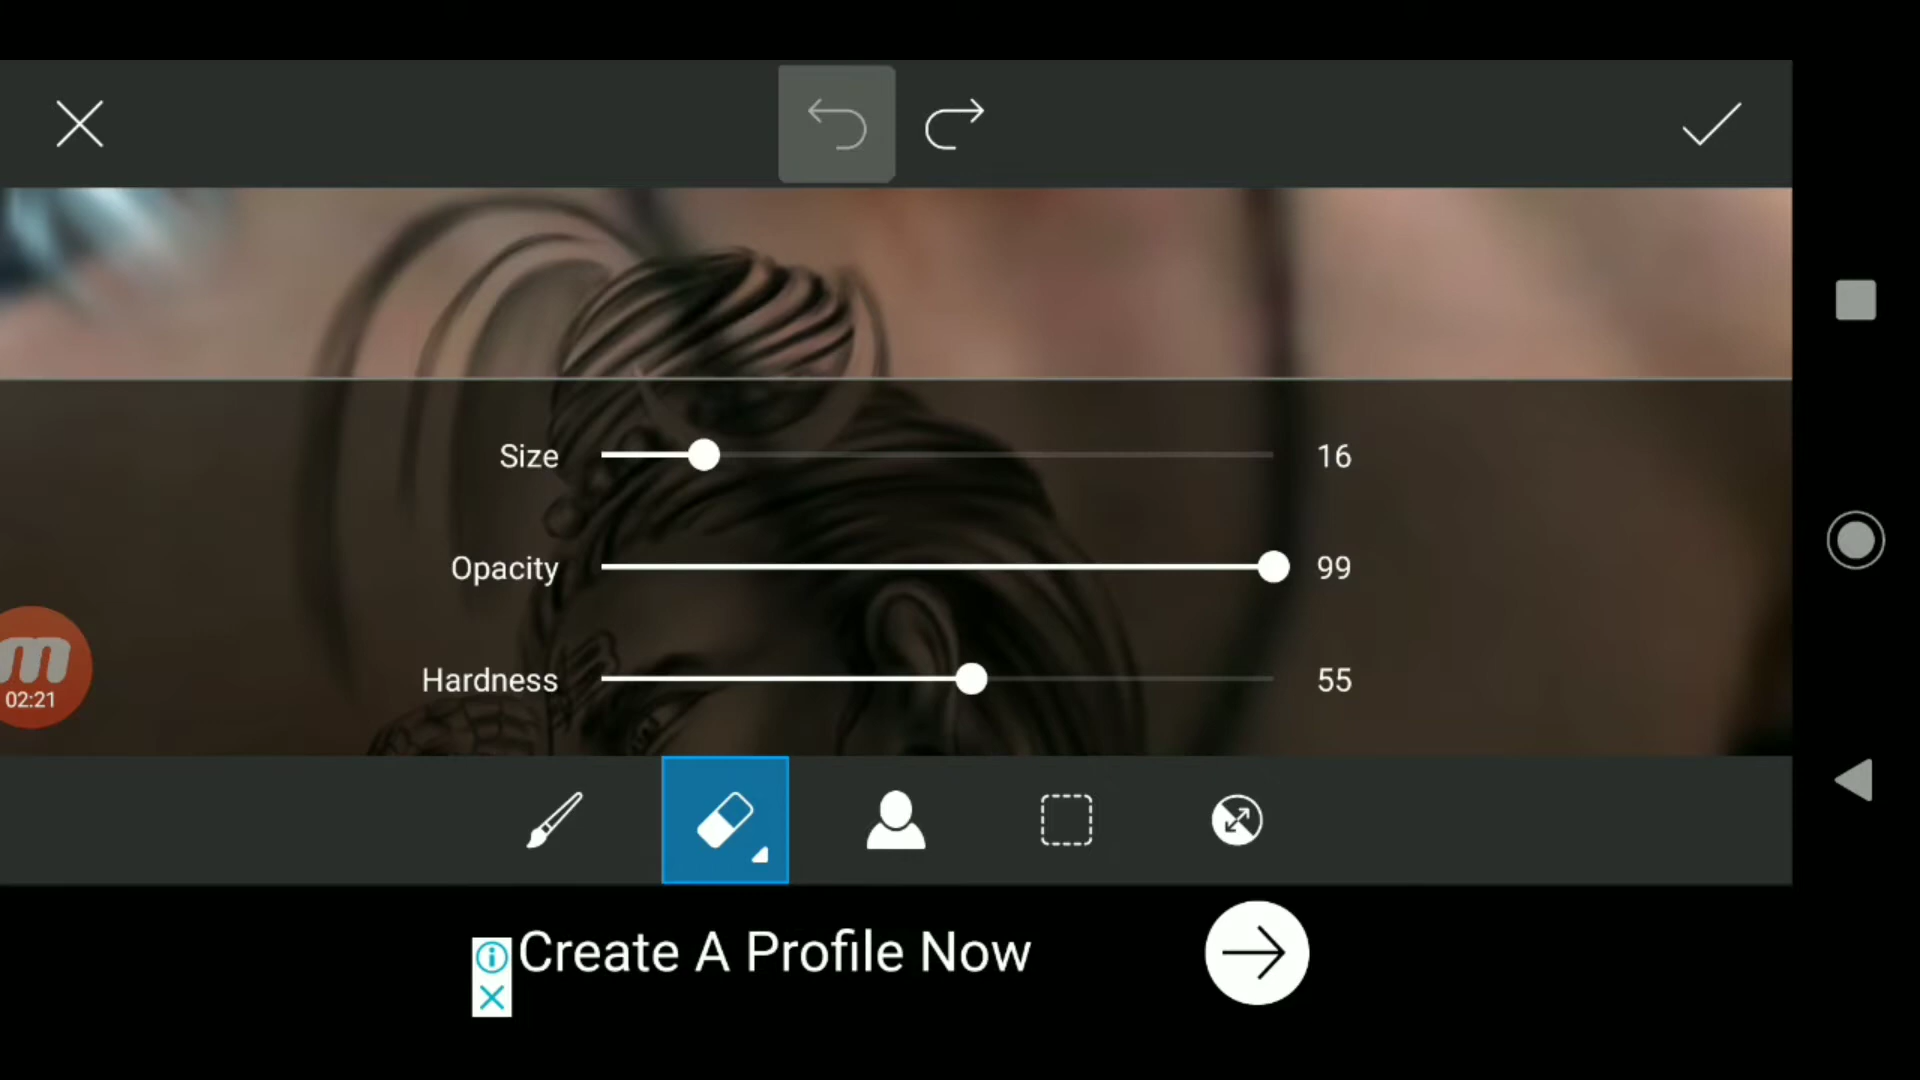 Size 16
Opacity 99
Hardness 55
m
02:21
Create A Profile Now